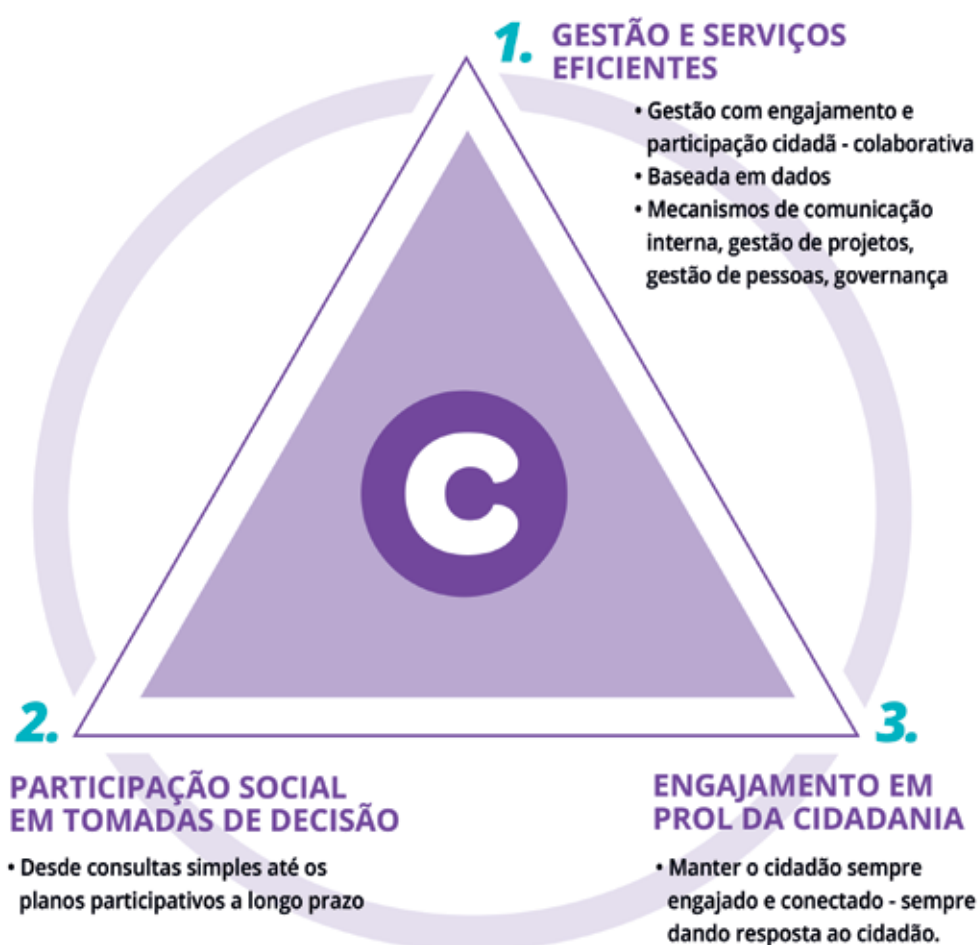 1. GESTÃO E SERVIÇOS
EFICIENTES
• Gestão com engajamento e
participação cidadã - colaborativa
• Baseada em dados
• Mecanismos de comunicação
interna, gestão de projetos,
gestão de pessoas, governança
C
2.
PARTICIPAÇÃO SOCIAL
EM TOMADAS DE DECISÃO
• Desde consultas simples até os
planos participativos a longo prazo
3.
ENGAJAMENTO EM
PROL DA CIDADANIA
• Manter o cidadão sempre
engajado e conectado - sempre
dando resposta ao cidadão.